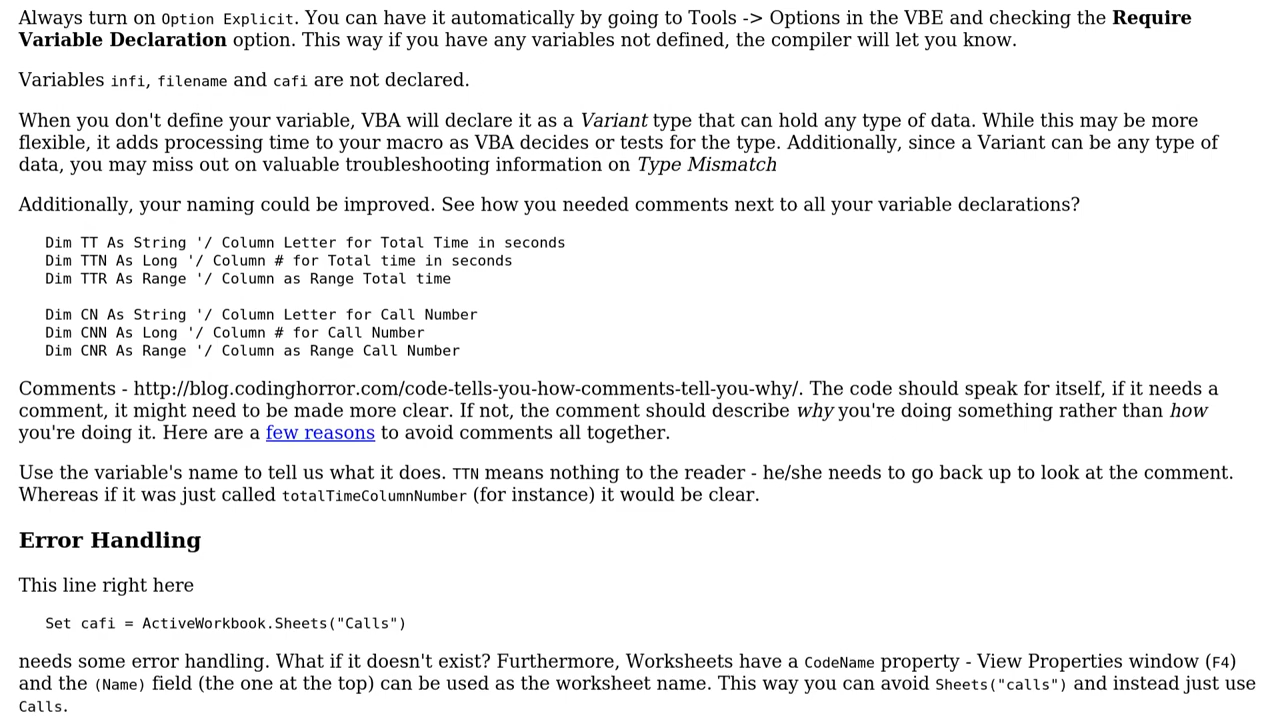 Always turn on Option Explicit. You can have it automatically by going to Tools -> Options in the VBE and checking the Require
Variable Declaration option. This way if you have any variables not defined, the compiler will let you know.
Variables infi, filename and cafi are not declared.
When you don't define your variable, VBA will declare it as a Variant type that can hold any type of data. While this may be more
flexible, it adds processing time to your macro as VBA decides or tests for the type. Additionally, since a Variant can be any type of
data, you may miss out on valuable troubleshooting information on Type Mismatch
Additionally, your naming could be improved. See how you needed comments next to all your variable declarations?
Dim TT As String '/ Column Letter for Total Time in seconds
Dim TTN As Long '/ Column # for Total time in seconds
Dim TTR As Range '/ Column as Range Total time
Dim CN As String '/ Column Letter for Call Number
Dim CNN As Long '/ Column # for Call Number
Dim CNR As Range '/ Column as Range Call Number
Comments - http://blog.codinghorror.com/code-tells-you-how-comments-tell-you-why/. The code should speak for itself, if it needs a
comment, it might need to be made more clear. If not, the comment should describe why you're doing something rather than how
you're doing it. Here are a few reasons to avoid comments all together.
Use the variable's name to tell us what it does. TTN means nothing to the reader - he/she needs to go back up to look at the comment.
Whereas if it was just called totalTimeColumnNumber (for instance) it would be clear.
Error Handling
This line right here
Set cafi = ActiveWorkbook.Sheets("Calls")
needs some error handling. What if it doesn't exist? Furthermore, Worksheets have a CodeName property - View Properties window (F4)
and the (Name) field (the one at the top) can be used as the worksheet name. This way you can avoid Sheets("calls") and instead just use
Calls.